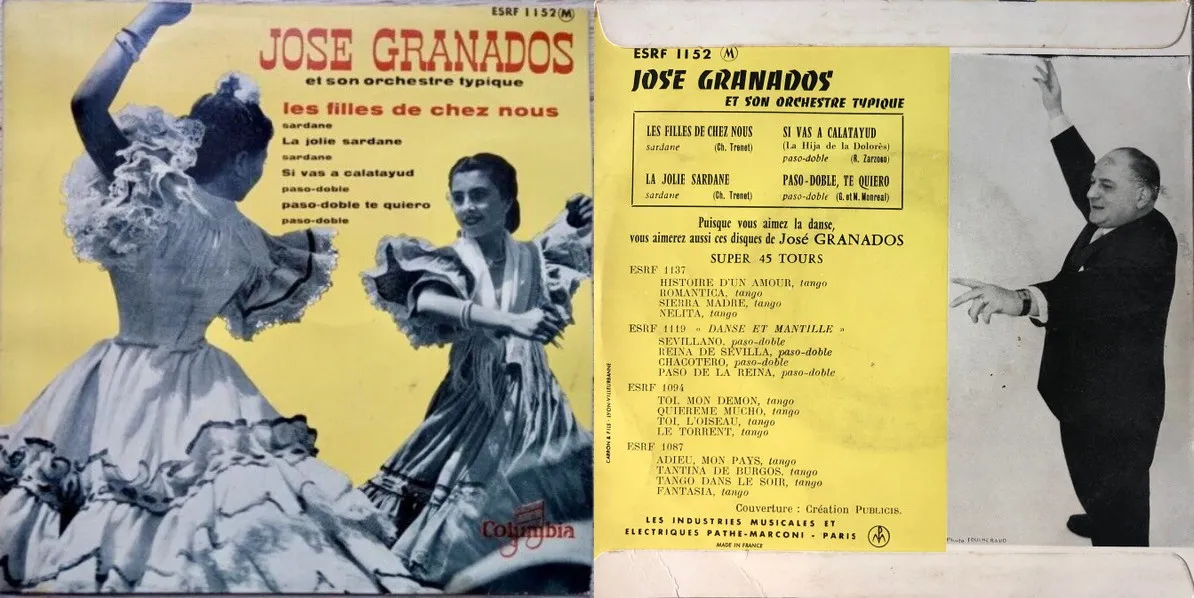 ESRF 1152 M
JOSE GRANADOS
et son orchestre typique
les filles de chez nous
sardane
La jolie sardane
sardane
Si vas a calatayud
paso-doble
paso-doble te quiero
paso-doble
Columbia
ESRF 1152 M
JOSE GRANADOS
ET SON ORCHESTRE TYPIQUE
LES FILLES DE CHEZ NOUS
sardane (Ch. Trenet)
LA JOLIE SARDANE
sardane (Ch. Trenet)
SI VAS A CALATAYUD
(La Hija de la Dolorès)
paso-doble (R. Zarzoso)
PASO-DOBLE, TE QUIERO
paso-doble (G. et M. Monreal)
Puisque vous aimez la danse,
vous aimerez aussi ces disques de José GRANADOS
SUPER 45 TOURS
ESRF 1137
HISTOIRE D'UN AMOUR, tango
ROMANTICA, tango
SIERRA MADRE, tango
NELITA, tango
ESRF 1119 « DANSE ET MANTILLE »
SEVILLANO, paso-doble
REINA DE SÉVILLA, paso-doble
CHACOTERO, paso-doble
PASO DE LA REINA, paso-doble
ESRF 1094
TOI, MON DEMON, tango
QUIEREME MUCHO, tango
TOI, L'OISEAU, tango
LE TORRENT, tango
ESRF 1087
ADIEU, MON PAYS, tango
TANTINA DE BURGOS, tango
TANGO DANS LE SOIR, tango
FANTASIA, tango
Couverture : Création PUBLICIS.
LES INDUSTRIES MUSICALES ET
ELECTRIQUES PATHE-MARCONI - PARIS
MADE IN FRANCE
CARRON & FILS - LYON-VILLEURBANNE
Photo